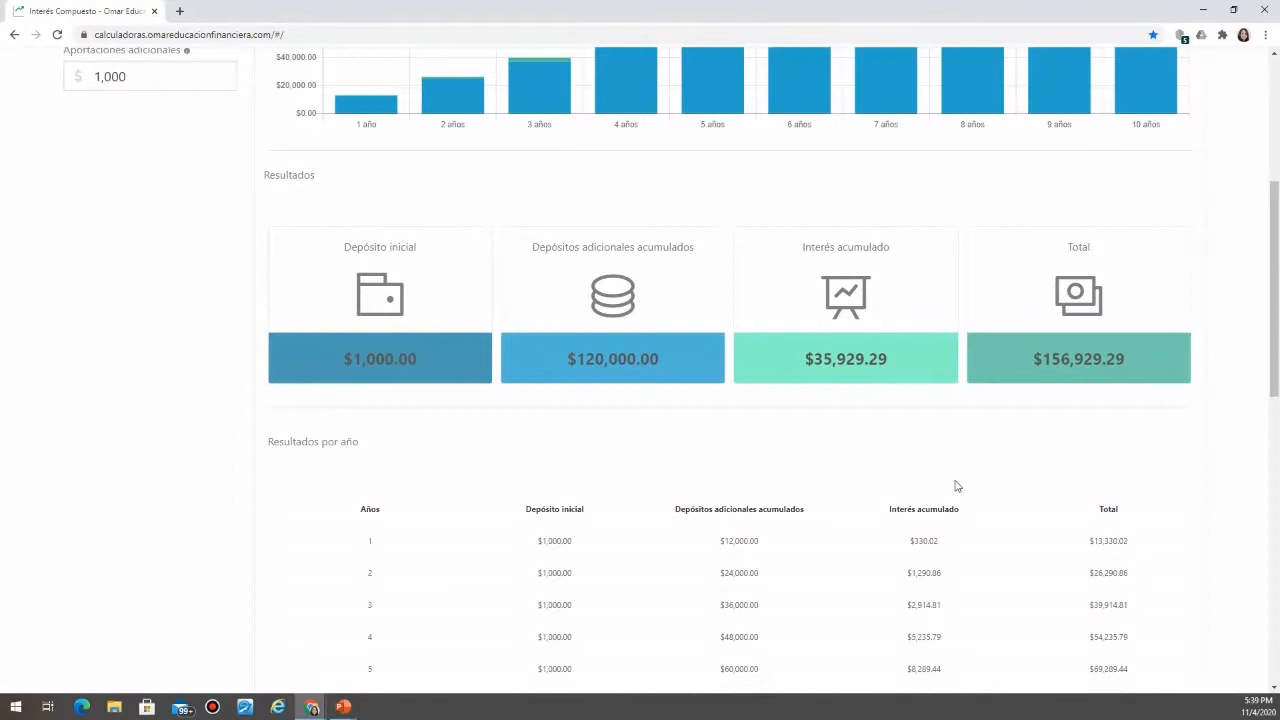 Interés Compuesto - Omar Educa
calculadoras.omareducacionfinanciera.com/#/
Aportaciones adicionales
$ 1,000
$40,000.00
$20,000.00
$0.00
1 año 2 años 3 años 4 años 5 años 6 años 7 años 8 años 9 años 10 años
Resultados
Depósito inicial Depósitos adicionales acumulados Interés acumulado Total
$1,000.00 $120,000.00 $35,929.29 $156,929.29
Resultados por año
Años Depósito inicial Depósitos adicionales acumulados Interés acumulado Total
1 $1,000.00 $12,000.00 $330.02 $13,330.02
2 $1,000.00 $24,000.00 $1,290.86 $26,290.86
3 $1,000.00 $36,000.00 $2,914.81 $39,914.81
4 $1,000.00 $48,000.00 $5,235.79 $54,235.79
5 $1,000.00 $60,000.00 $8,289.44 $69,289.44
99+
5:39 PM
11/4/2020